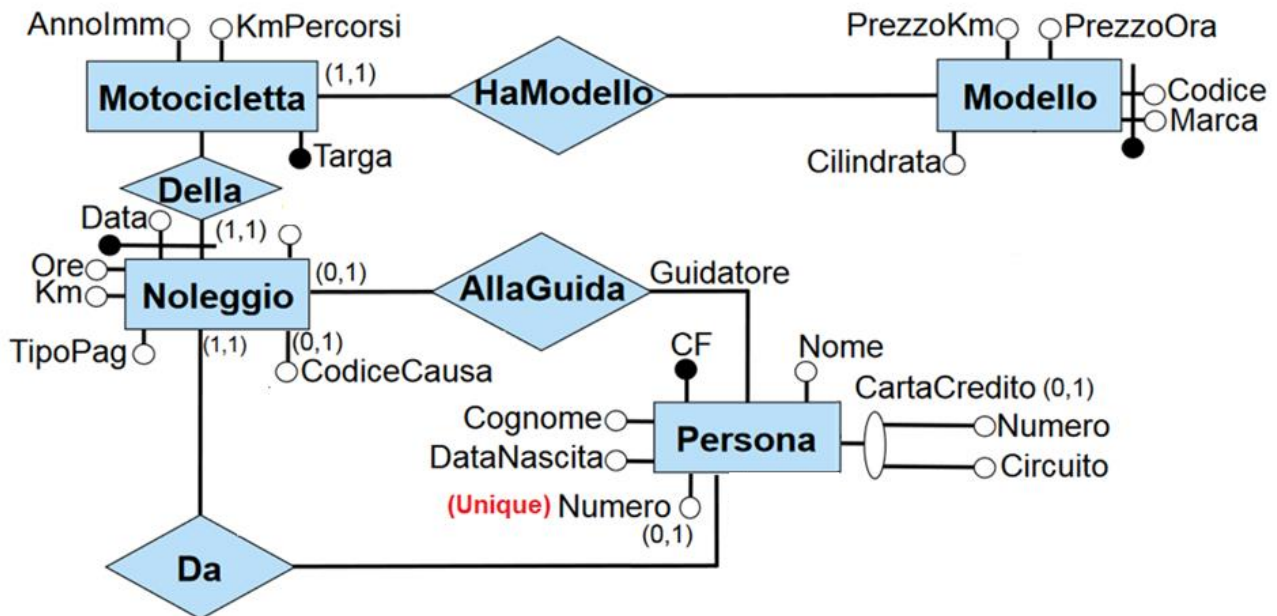 AnnoImm KmPercorsi PrezzoKm PrezzoOra
Motocicletta (1,1) HaModello Modello Codice
Marca
Targa Cilindrata
Della
Data (1,1)
Ore (0,1) Guidatore
Km Noleggio AllaGuida
TipoPag (1,1) (0,1) CodiceCausa
CF Nome
CartaCredito (0,1)
Cognome Persona Numero
DataNascita Circuito
(Unique) Numero
(0,1)
Da